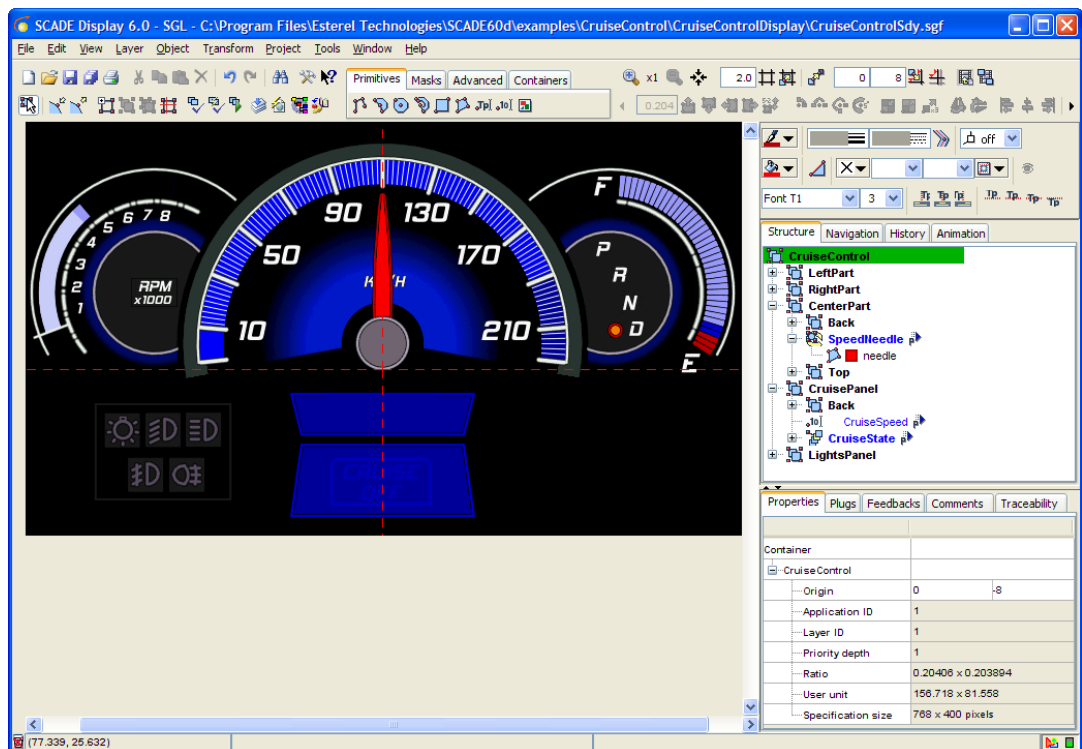 SCADE Display 6.0 - SGL - C:\Program Files\Esterel Technologies\SCADE60d\examples\CruiseControl\CruiseControlDisplay\CruiseControlSdy.sgf
File Edit View Layer Object Transform Project Tools Window Help
Primitives Masks Advanced Containers
x1 2.0 0 8
0.204
off
Font T1 3
Structure Navigation History Animation
CruiseControl
LeftPart
RightPart
CenterPart
Back
SpeedNeedle
needle
Top
CruisePanel
Back
CruiseSpeed
CruiseState
LightsPanel
Properties Plugs Feedbacks Comments Traceability
Container
CruiseControl
Origin 0 -8
Application ID 1
Layer ID 1
Priority depth 1
Ratio 0.20406 x 0.203894
User unit 156.718 x 81.558
Specification size 768 x 400 pixels
1 2 3 4 5 6 7 8
RPM
x1000
10 50 90 130 170 210
F
P
R
N
D
E
(77.339, 25.632)